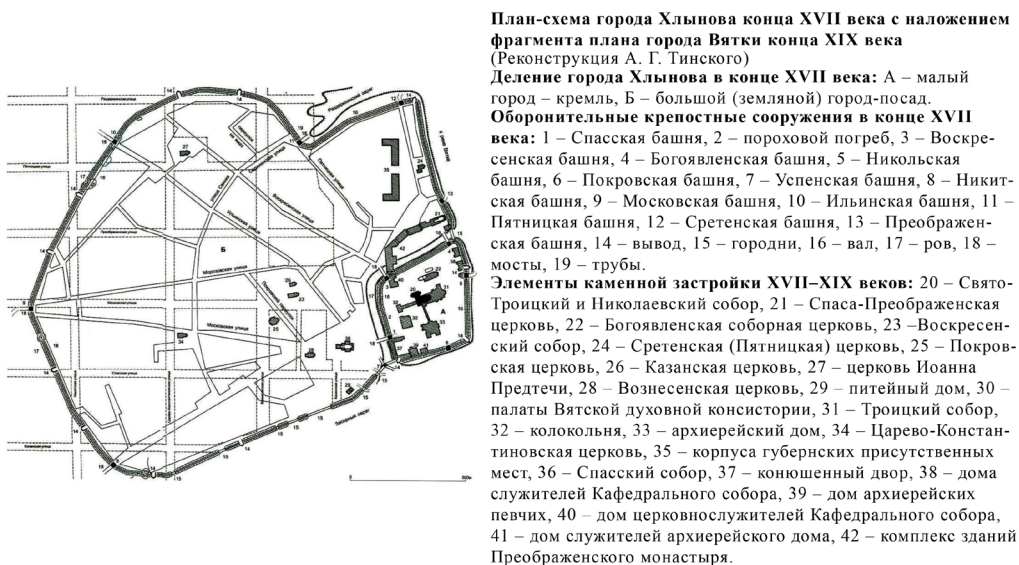 План-схема города Хлынова конца XVII века с наложением
фрагмента плана города Вятки конца XIX века
(Реконструкция А. Г. Тинского)
Деление города Хлынова в конце XVII века: А – малый
город – кремль, Б – большой (земляной) город-посад.
Оборонительные крепостные сооружения в конце XVII
века: 1 – Спасская башня, 2 – пороховой погреб, 3 – Воскре-
сенская башня, 4 – Богоявленская башня, 5 – Никольская
башня, 6 – Покровская башня, 7 – Успенская башня, 8 – Никит-
ская башня, 9 – Московская башня, 10 – Ильинская башня, 11 –
Пятницкая башня, 12 – Сретенская башня, 13 – Преображен-
ская башня, 14 – вывод, 15 – городни, 16 – вал, 17 – ров, 18 –
мосты, 19 – трубы.
Элементы каменной застройки XVII–XIX веков: 20 – Свято-
Троицкий и Николаевский собор, 21 – Спаса-Преображенская
церковь, 22 – Богоявленская соборная церковь, 23 –Воскресен-
ский собор, 24 – Сретенская (Пятницкая) церковь, 25 – Покров-
ская церковь, 26 – Казанская церковь, 27 – церковь Иоанна
Предтечи, 28 – Вознесенская церковь, 29 – питейный дом, 30 –
палаты Вятской духовной консистории, 31 – Троицкий собор,
32 – колокольня, 33 – архиерейский дом, 34 – Царево-Констан-
тиновская церковь, 35 – корпуса губернских присутственных
мест, 36 – Спасский собор, 37 – конюшенный двор, 38 – дома
служителей Кафедрального собора, 39 – дом архиерейских
певчих, 40 – дом церковнослужителей Кафедрального собора,
41 – дом служителей архиерейского дома, 42 – комплекс зданий
Преображенского монастыря.
Морозовская улица
Московская улица
Б
А
35
42
27
34
0
500м